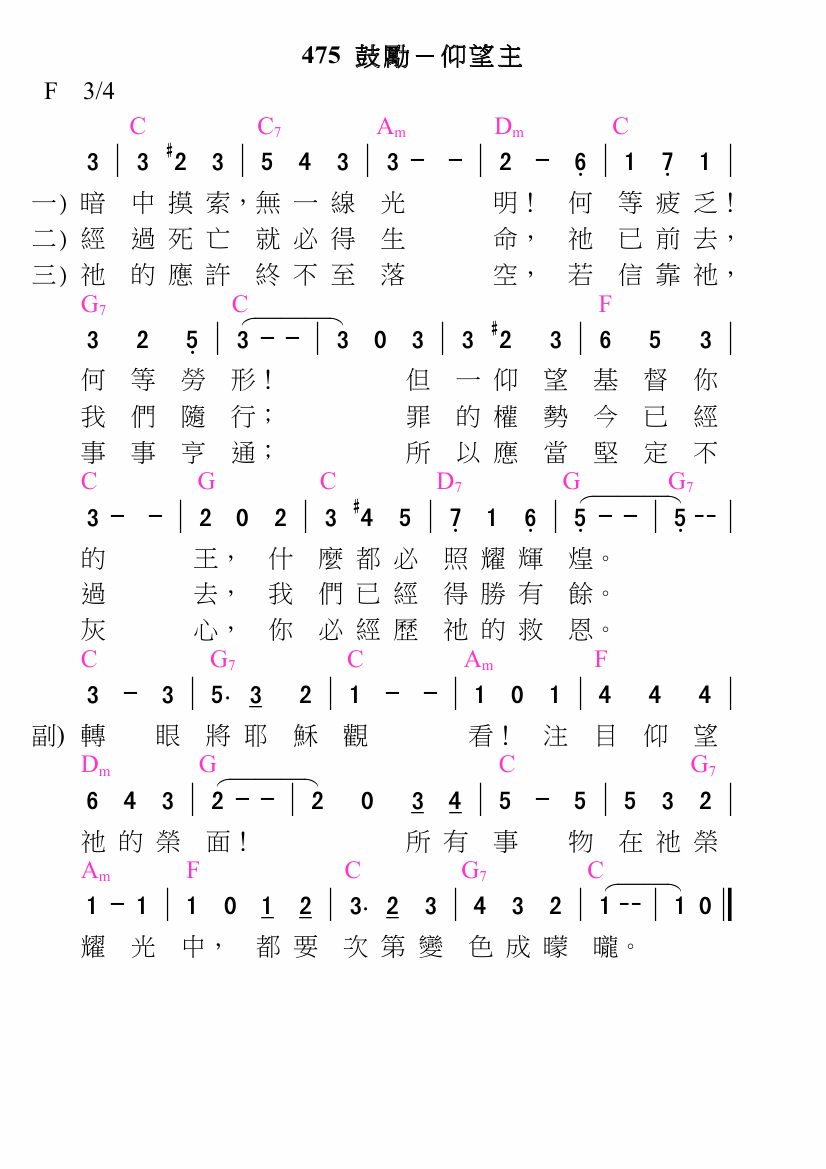 475 鼓勵－仰望主
F 3/4
C C7 Am Dm C
3 | 3 #2 3 | 5 4 3 | 3 － － | 2 － 6̣ | 1 7̣ 1 |
一) 暗 中 摸 索，無 一 線 光 明！ 何 等 疲 乏！
二) 經 過 死 亡 就 必 得 生 命， 祂 已 前 去，
三) 祂 的 應 許 終 不 至 落 空， 若 信 靠 祂，
G7 C F
3 2 5̣ | 3 － － | 3 0 3 | 3 #2 3 | 6 5 3 |
何 等 勞 形！ 但 一 仰 望 基 督 你
我 們 隨 行； 罪 的 權 勢 今 已 經
事 事 亨 通； 所 以 應 當 堅 定 不
C G C D7 G G7
3 － － | 2 0 2 | 3 #4 5 | 7̣ 1 6̣ | 5̣ － － | 5̣ -- |
的 王， 什 麼 都 必 照 耀 輝 煌。
過 去， 我 們 已 經 得 勝 有 餘。
灰 心， 你 必 經 歷 祂 的 救 恩。
C G7 C Am F
3 － 3 | 5. 3 2 | 1 － － | 1 0 1 | 4 4 4 |
副) 轉 眼 將 耶 穌 觀 看！ 注 目 仰 望
Dm G C G7
6 4 3 | 2 － － | 2 0 3 4 | 5 － 5 | 5 3 2 |
祂 的 榮 面！ 所 有 事 物 在 祂 榮
Am F C G7 C
1 － 1 | 1 0 1 2 | 3. 2 3 | 4 3 2 | 1 -- | 1 0 ‖
耀 光 中， 都 要 次 第 變 色 成 曚 曨。